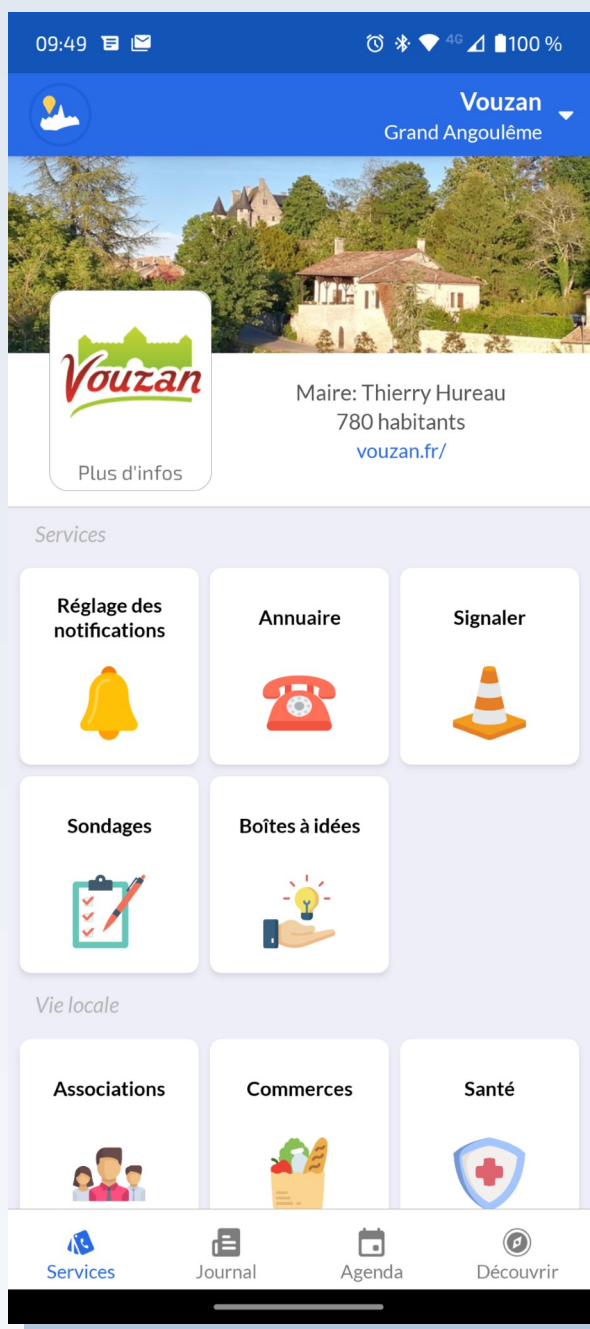 09:49
4G
100 %
Vouzan
Grand Angoulême
Vouzan
Plus d'infos
Maire: Thierry Hureau
780 habitants
vouzan.fr/
Services
Réglage des
notifications
Annuaire
Signaler
Sondages
Boîtes à idées
Vie locale
Associations
Commerces
Santé
Services
Journal
Agenda
Découvrir